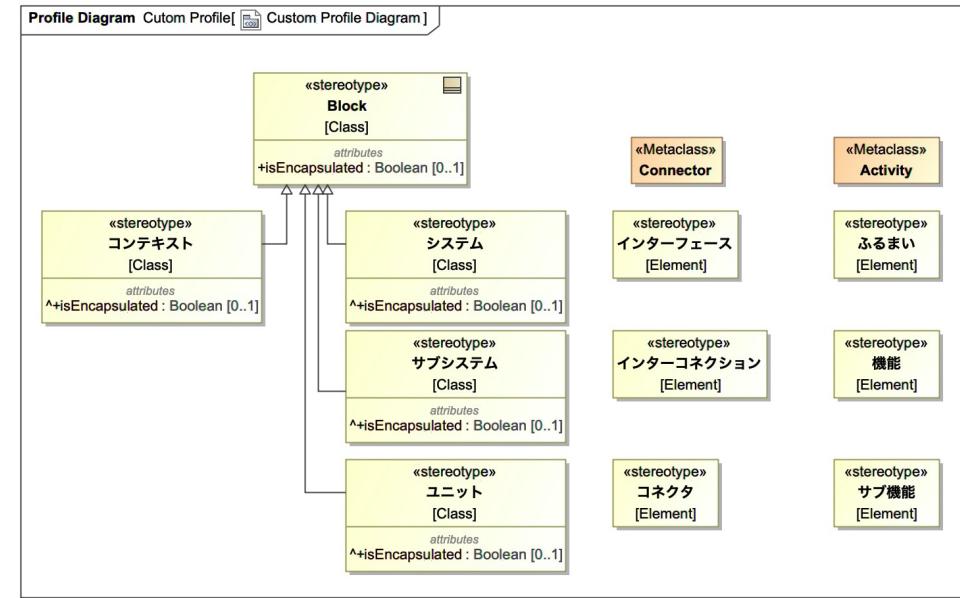 Profile Diagram Cutom Profile[ Custom Profile Diagram ]
«stereotype»
Block
[Class]
attributes
+isEncapsulated : Boolean [0..1]
«Metaclass»
Connector
«Metaclass»
Activity
«stereotype»
コンテキスト
[Class]
attributes
^+isEncapsulated : Boolean [0..1]
«stereotype»
システム
[Class]
attributes
^+isEncapsulated : Boolean [0..1]
«stereotype»
インターフェース
[Element]
«stereotype»
ふるまい
[Element]
«stereotype»
サブシステム
[Class]
attributes
^+isEncapsulated : Boolean [0..1]
«stereotype»
インターコネクション
[Element]
«stereotype»
機能
[Element]
«stereotype»
ユニット
[Class]
attributes
^+isEncapsulated : Boolean [0..1]
«stereotype»
コネクタ
[Element]
«stereotype»
サブ機能
[Element]